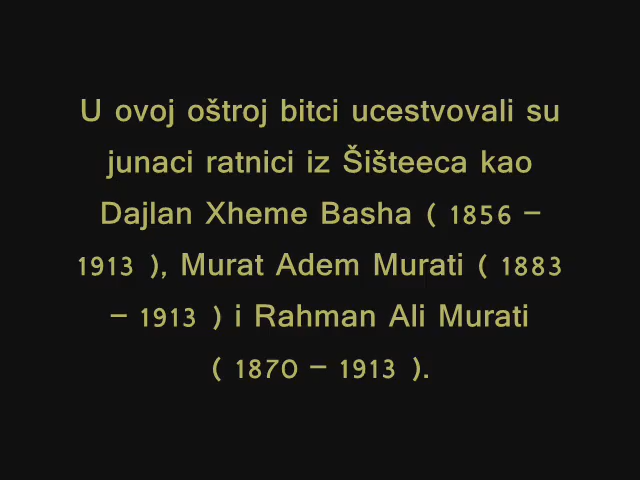 U ovoj oštroj bitci ucestvovali su
junaci ratnici iz Šišteeca kao
Dajlan Xheme Basha ( 1856 –
1913 ), Murat Adem Murati ( 1883
– 1913 ) i Rahman Ali Murati
( 1870 – 1913 ).